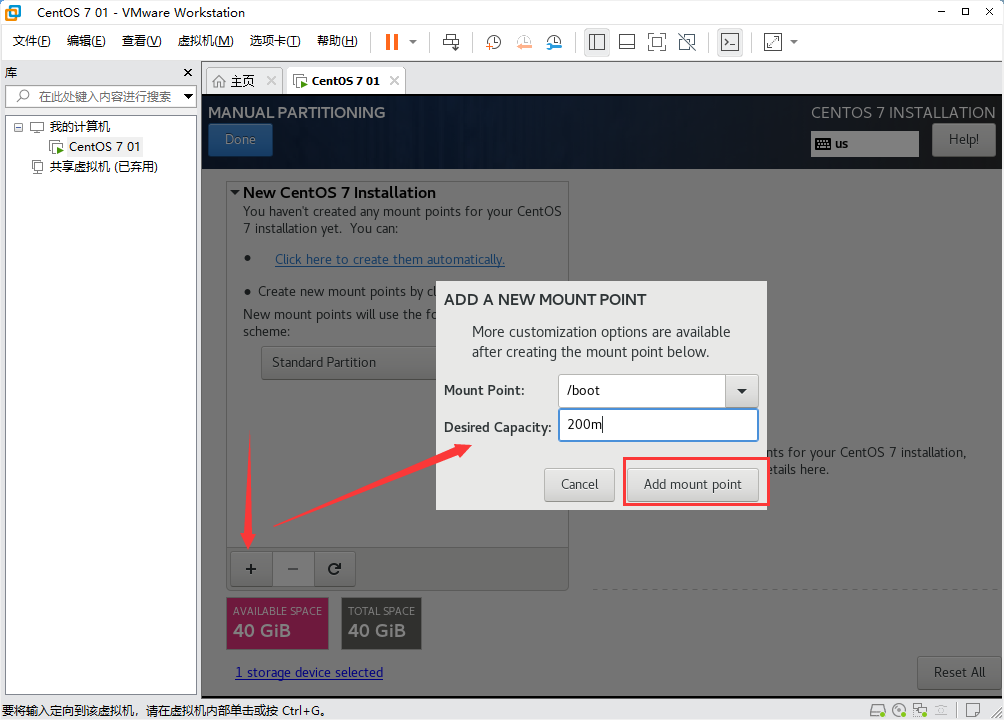 CentOS 7 01 - VMware Workstation
文件(F) 编辑(E) 查看(V) 虚拟机(M) 选项卡(T) 帮助(H)
库
在此处键入内容进行搜索
我的计算机
CentOS 7 01
共享虚拟机 (已弃用)
主页
CentOS 7 01
MANUAL PARTITIONING
Done
CENTOS 7 INSTALLATION
us
Help!
New CentOS 7 Installation
You haven't created any mount points for your CentOS
7 installation yet. You can:
Click here to create them automatically.
Create new mount points by cl
New mount points will use the fo
scheme:
Standard Partition
ADD A NEW MOUNT POINT
More customization options are available
after creating the mount point below.
Mount Point: /boot
Desired Capacity: 200m
Cancel Add mount point
nts for your CentOS 7 installation,
etails here.
+ −
AVAILABLE SPACE
40 GiB
TOTAL SPACE
40 GiB
1 storage device selected
Reset All
要将输入定向到该虚拟机，请在虚拟机内部单击或按 Ctrl+G。